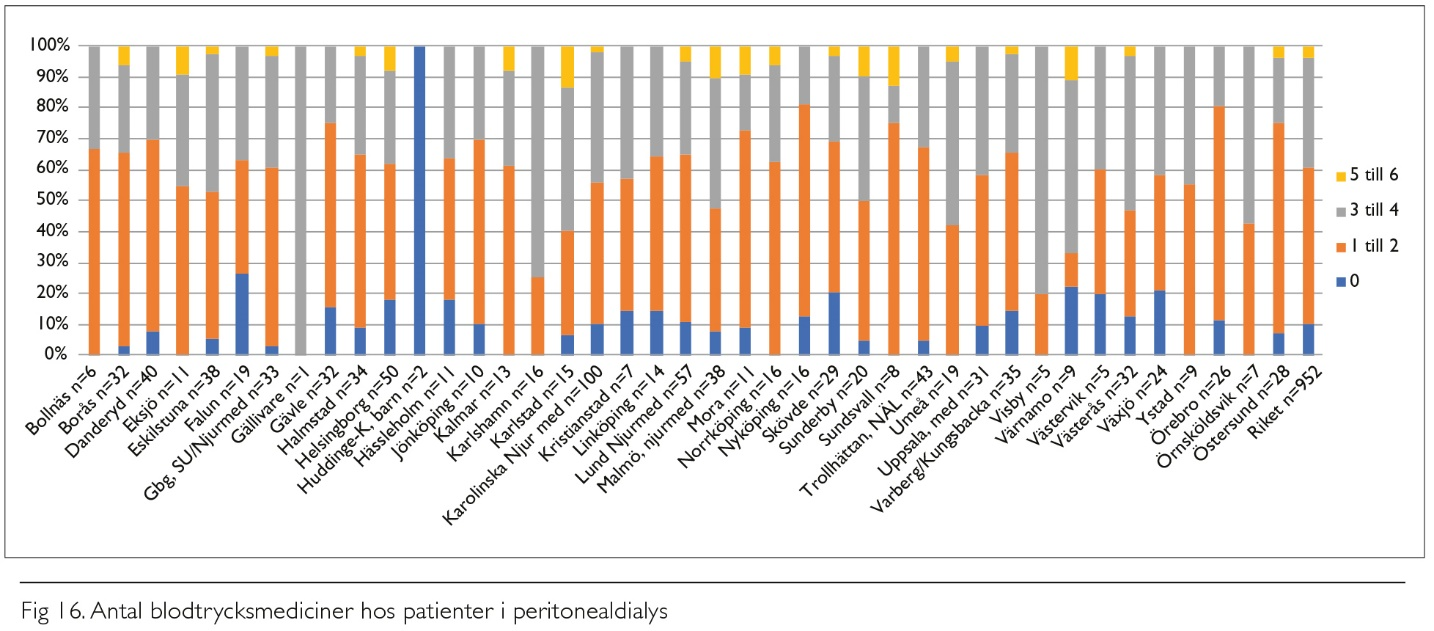 100%
90%
80%
70%
60%
50%
40%
30%
20%
10%
0%
Bollnäs n=6
Borås n=32
Danderyd n=40
Eksjö n=11
Eskilstuna n=38
Falun n=19
Gbg, SU/Njurmed n=33
Gälivare n=1
Gävle n=32
Halmstad n=34
Helsingborg n=50
Huddinge-K, barn n=2
Hässleholm n=11
Jönköping n=10
Kalmar n=13
Karlshamn n=16
Karlstad n=15
Karolinska Njur med n=100
Kristianstad n=7
Linköping n=14
Lund Njurmed n=57
Malmö, njurmed n=38
Mora n=11
Norrköping n=16
Nyköping n=16
Skövde n=29
Sunderby n=20
Sundsvall n=8
Trollhättan, NÄL n=43
Umeå n=19
Uppsala, med n=31
Varberg/Kungsbacka n=35
Visby n=5
Värnamo n=9
Västervik n=5
Västerås n=32
Växjö n=24
Ystad n=9
Örebro n=26
Örnsköldsvik n=7
Östersund n=28
Riket n=952
5 till 6
3 till 4
1 till 2
0
Fig 16. Antal blodtrycksmediciner hos patienter i peritonealdialys